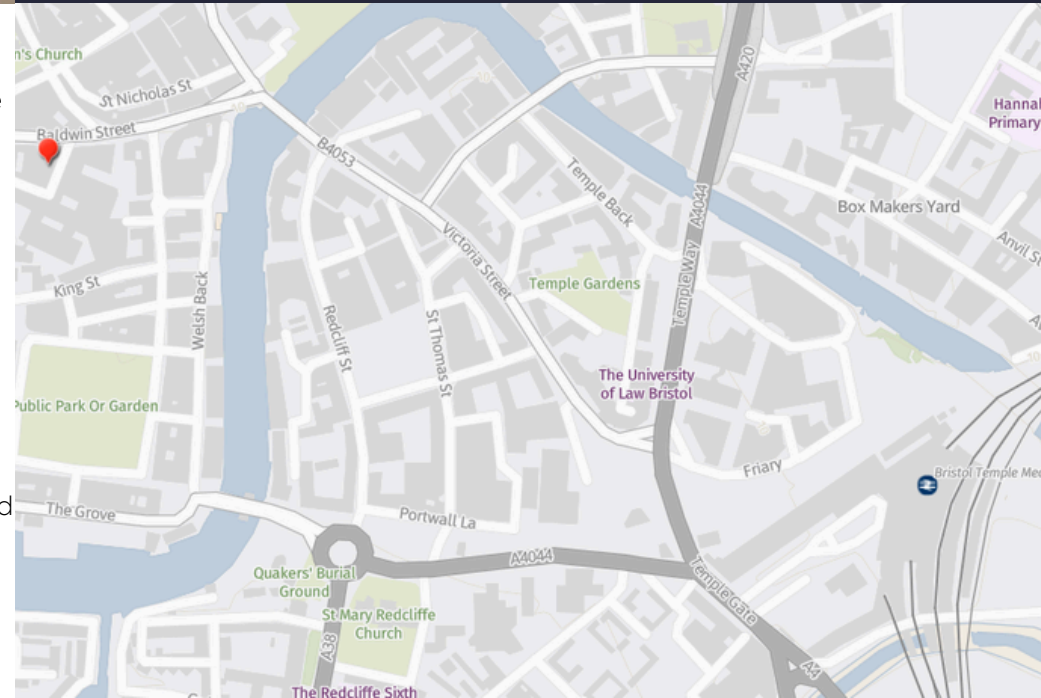 n's Church
St Nicholas St
Baldwin Street
A420
Hannah
Primary
B4053
Temple Back
A4044
Box Makers Yard
Anvil St
Victoria Street
Temple Way
Temple Gardens
King St
Welsh Back
Redcliff St
St Thomas St
The University
of Law Bristol
Public Park Or Garden
Friary
Bristol Temple Mea
d
The Grove
Portwall La
A4044
Quakers' Burial
Ground
Temple Gate
St Mary Redcliffe
Church
A38
A4
The Redcliffe Sixth